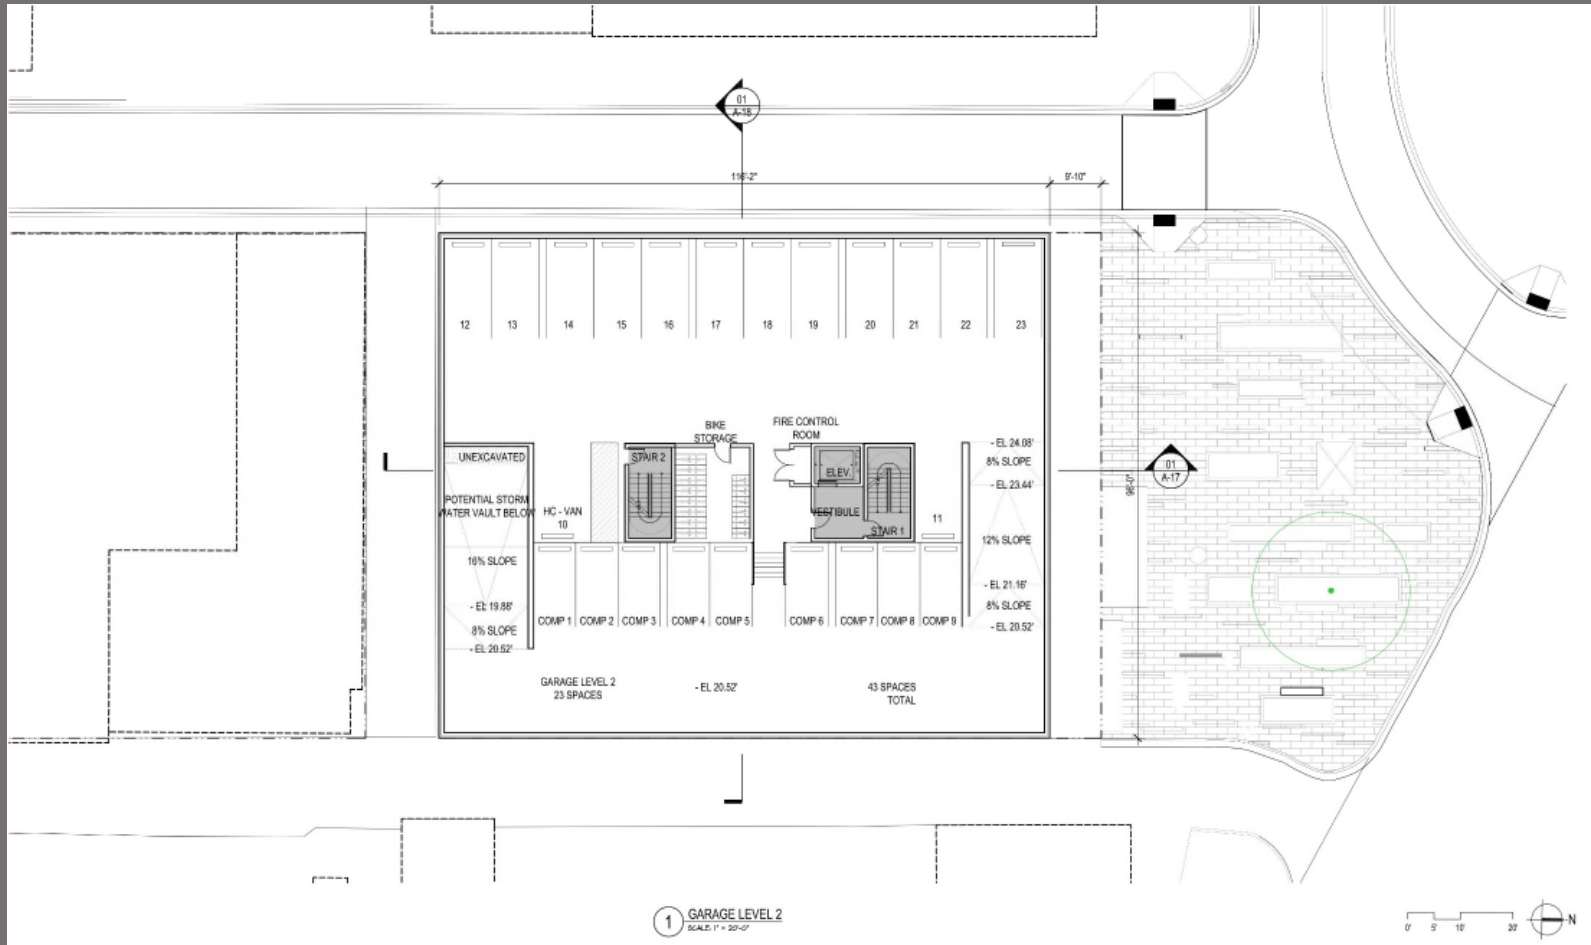 01
A-18
116'-2"
9'-10"
12
13
14
15
16
17
18
19
20
21
22
23
BIKE
STORAGE
FIRE CONTROL
ROOM
UNEXCAVATED
STAIR 2
ELEV.
- EL 24.08'
8% SLOPE
- EL 23.44'
01
A-17
96'-0"
POTENTIAL STORM
WATER VAULT BELOW
HC - VAN
10
VESTIBULE
STAIR 1
11
16% SLOPE
12% SLOPE
- EL 21.16'
- EL 19.88'
8% SLOPE
8% SLOPE
- EL 20.52'
- EL 20.52'
COMP 1
COMP 2
COMP 3
COMP 4
COMP 5
COMP 6
COMP 7
COMP 8
COMP 9
GARAGE LEVEL 2
23 SPACES
- EL 20.52'
43 SPACES
TOTAL
1
GARAGE LEVEL 2
SCALE: 1" = 20'-0"
0' 5' 10' 20'
N